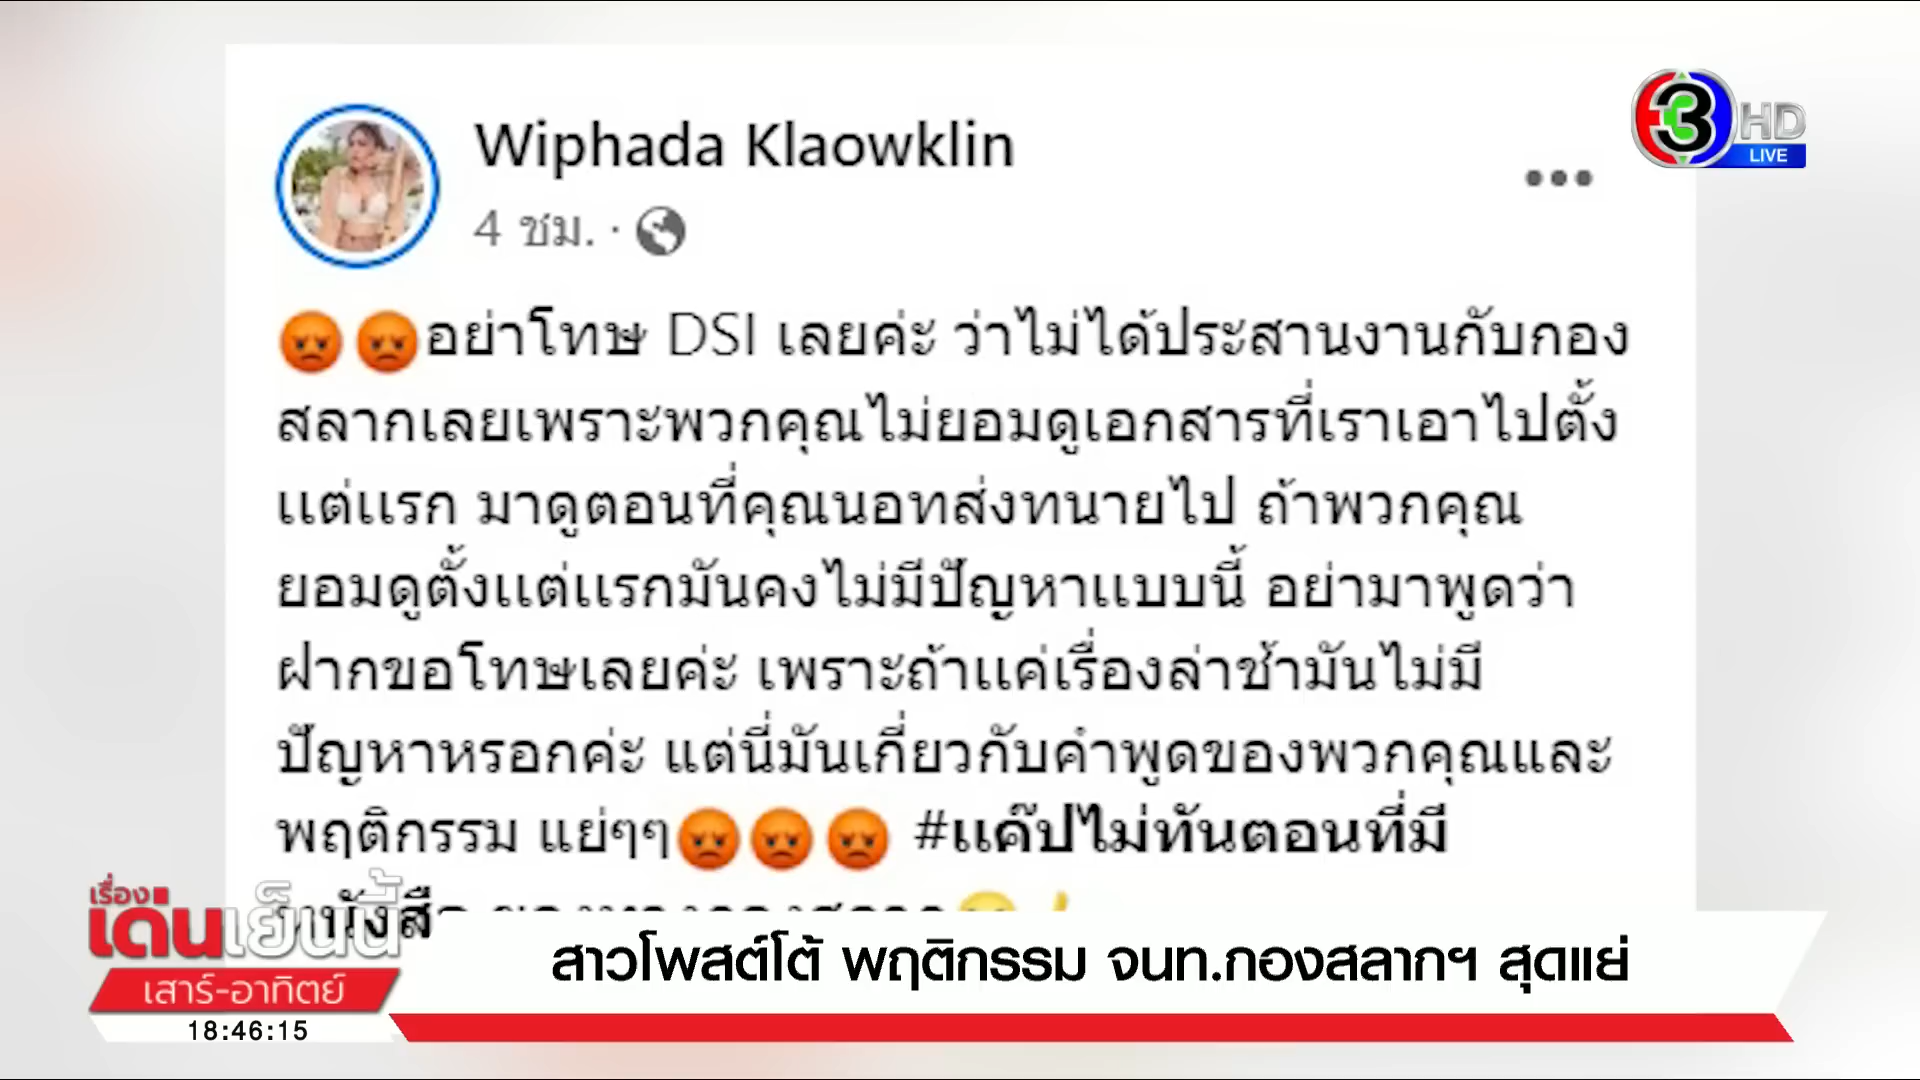 3 HD
LIVE
Wiphada Klaowklin
4 ชม. ·
😡😡อย่าโทษ DSI เลยค่ะ ว่าไม่ได้ประสานงานกับกอง
สลากเลยเพราะพวกคุณไม่ยอมดูเอกสารที่เราเอาไปตั้ง
แต่แรก มาดูตอนที่คุณนอทส่งทนายไป ถ้าพวกคุณ
ยอมดูตั้งแต่แรกมันคงไม่มีปัญหาแบบนี้ อย่ามาพูดว่า
ฝากขอโทษเลยค่ะ เพราะถ้าแค่เรื่องล่าช้ามันไม่มี
ปัญหาหรอกค่ะ แต่นี่มันเกี่ยวกับคำพูดของพวกคุณและ
พฤติกรรม แย่ๆๆ😡😡😡 #แค๊ปไม่ทันตอนที่มี
เรื่อง
เด่นเย็นนี้
เสาร์-อาทิตย์
18:46:15
สาวโพสต์โต้ พฤติกรรม จนท.กองสลากฯ สุดแย่